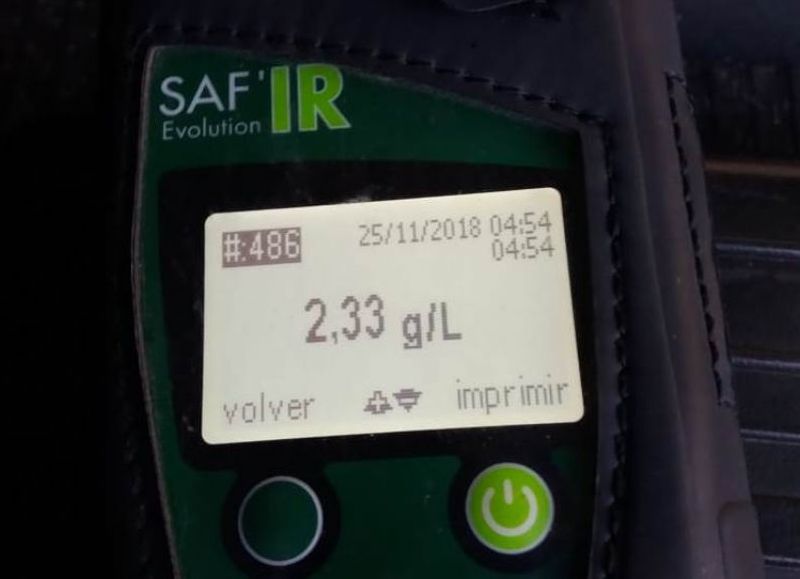 SAF'IR
Evolution
#:486 25/11/2018 04:54
04:54
2,33 g/L
volver imprimir